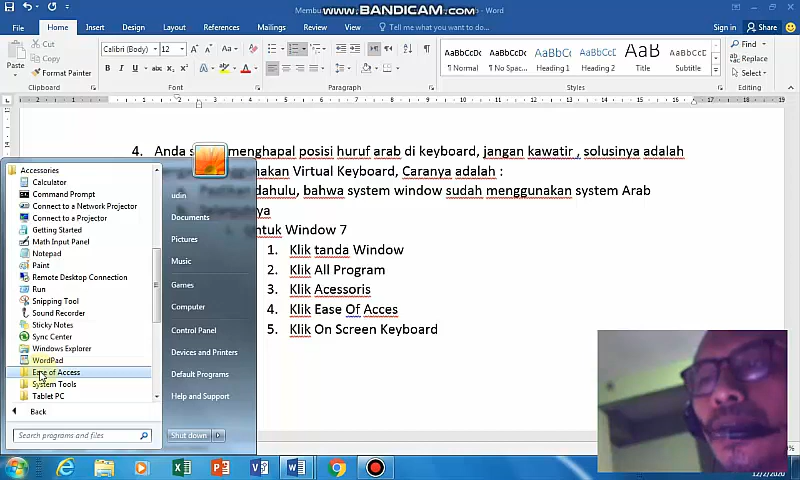 www.BANDICAM.com
Membu - Word
File Home Insert Design Layout References Mailings Review View Tell me what you want to do... Sign in Share
Cut
Copy
Format Painter
Paste
Calibri (Body) 12
Find
Replace
Select
AaBbCcDc AaBbCcDc AaBbCc AaBbCc AaB AaBbCcD
¶ Normal ¶ No Spac... Heading 1 Heading 2 Title Subtitle
Clipboard Font Paragraph Styles Editing
4. Anda s menghapal posisi huruf arab di keyboard, jangan kawatir , solusinya adalah
nakan Virtual Keyboard, Caranya adalah :
dahulu, bahwa system window sudah menggunakan system Arab
ya
ntuk Window 7
1. Klik tanda Window
2. Klik All Program
3. Klik Acessoris
4. Klik Ease Of Acces
5. Klik On Screen Keyboard
Accessories
Calculator
Command Prompt
Connect to a Network Projector
Connect to a Projector
Getting Started
Math Input Panel
Notepad
Paint
Remote Desktop Connection
Run
Snipping Tool
Sound Recorder
Sticky Notes
Sync Center
Windows Explorer
WordPad
Ease of Access
System Tools
Tablet PC
Back
Search programs and files
udin
Documents
Pictures
Music
Games
Computer
Control Panel
Devices and Printers
Default Programs
Help and Support
Shut down
12/2/2020